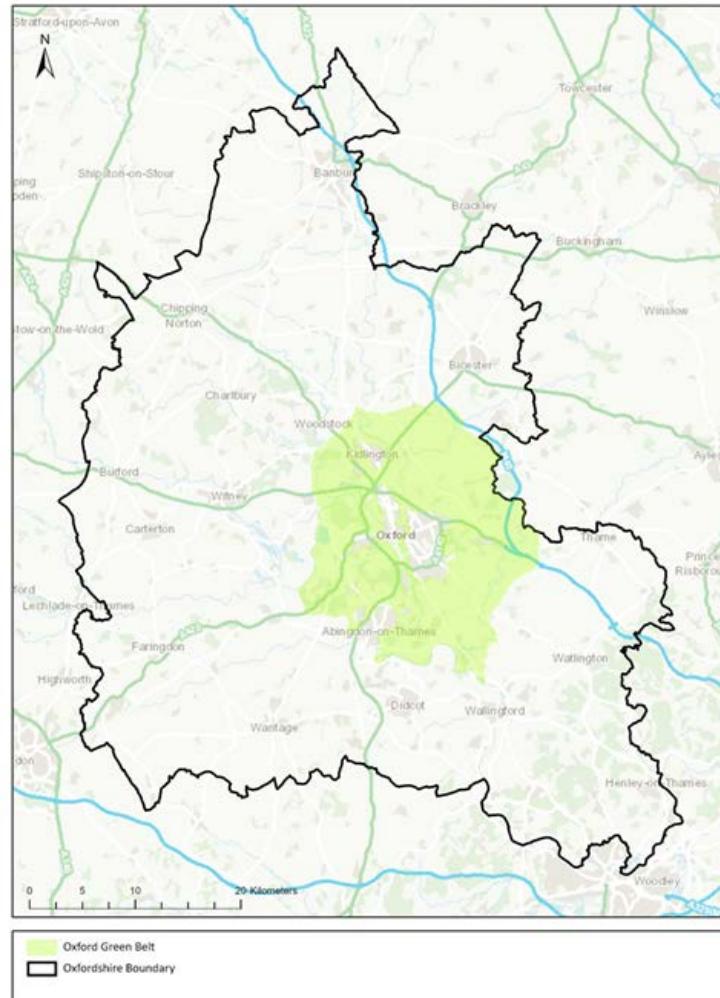 Stratford-upon-Avon
N
Towcester
Shipston-on-Stour
Banbury
Brackley
Buckingham
Chipping
Norton
Winslow
Bicester
Charlbury
Woodstock
Kidlington
Burford
Witney
Carterton
Oxford
Thame
Lechlade-on-Thames
Abingdon-on-Thames
Faringdon
Watlington
Highworth
Didcot
Wallingford
Wantage
Henley-on-Thames
0 5 10 20 Kilometers
Woodley
Oxford Green Belt
Oxfordshire Boundary